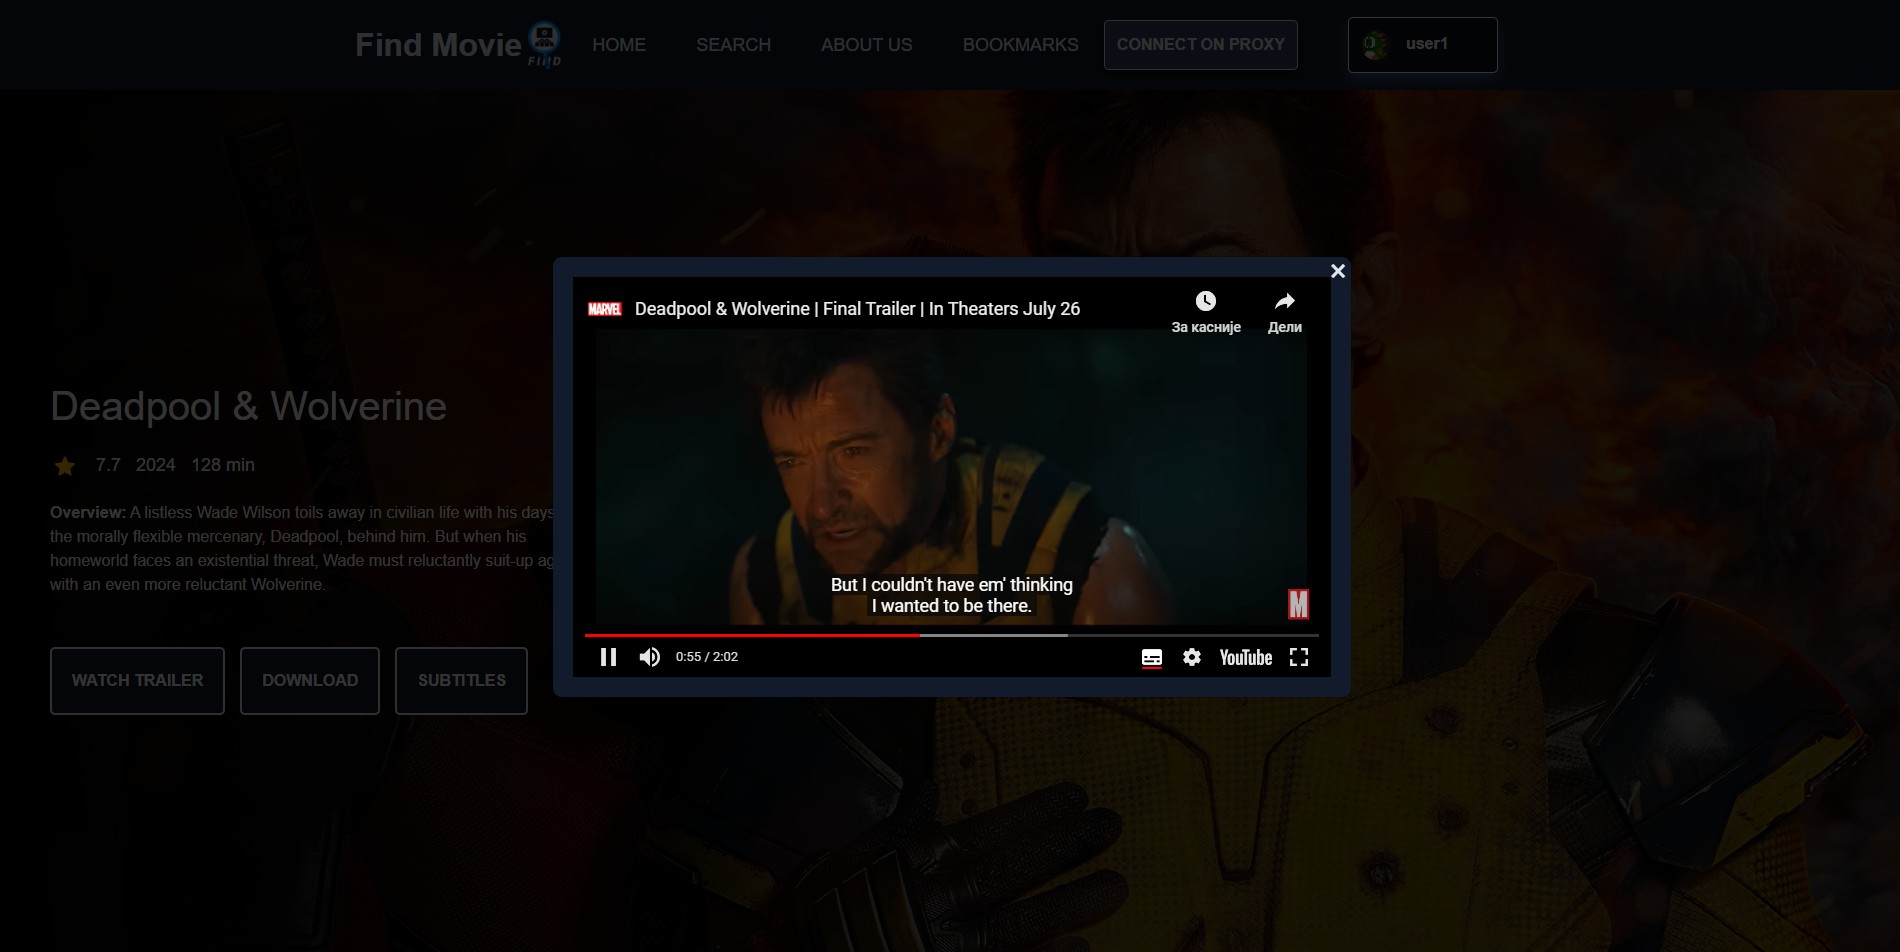 Find Movie
FIND
HOME
SEARCH
ABOUT US
BOOKMARKS
CONNECT ON PROXY
user1
MARVEL
Deadpool & Wolverine | Final Trailer | In Theaters July 26
За касније
Дели
But I couldn't have em' thinking
I wanted to be there.
M
0:55 / 2:02
YouTube
Deadpool & Wolverine
7.7 2024 128 min
Overview: A listless Wade Wilson toils away in civilian life with his days
the morally flexible mercenary, Deadpool, behind him. But when his
homeworld faces an existential threat, Wade must reluctantly suit-up ag
with an even more reluctant Wolverine.
WATCH TRAILER
DOWNLOAD
SUBTITLES